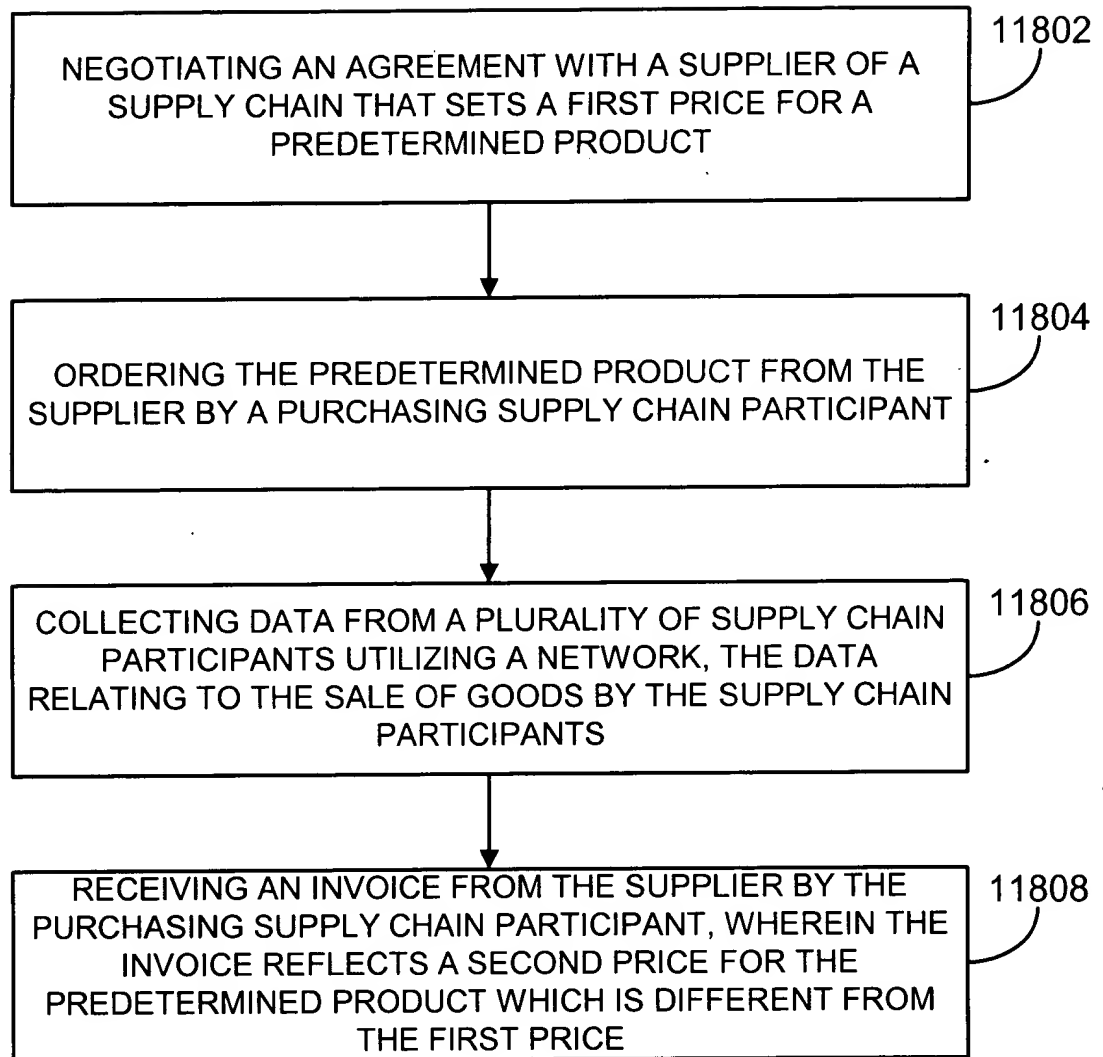 11802
NEGOTIATING AN AGREEMENT WITH A SUPPLIER OF A
SUPPLY CHAIN THAT SETS A FIRST PRICE FOR A
PREDETERMINED PRODUCT
11804
ORDERING THE PREDETERMINED PRODUCT FROM THE
SUPPLIER BY A PURCHASING SUPPLY CHAIN PARTICIPANT
11806
COLLECTING DATA FROM A PLURALITY OF SUPPLY CHAIN
PARTICIPANTS UTILIZING A NETWORK, THE DATA
RELATING TO THE SALE OF GOODS BY THE SUPPLY CHAIN
PARTICIPANTS
11808
RECEIVING AN INVOICE FROM THE SUPPLIER BY THE
PURCHASING SUPPLY CHAIN PARTICIPANT, WHEREIN THE
INVOICE REFLECTS A SECOND PRICE FOR THE
PREDETERMINED PRODUCT WHICH IS DIFFERENT FROM
THE FIRST PRICE